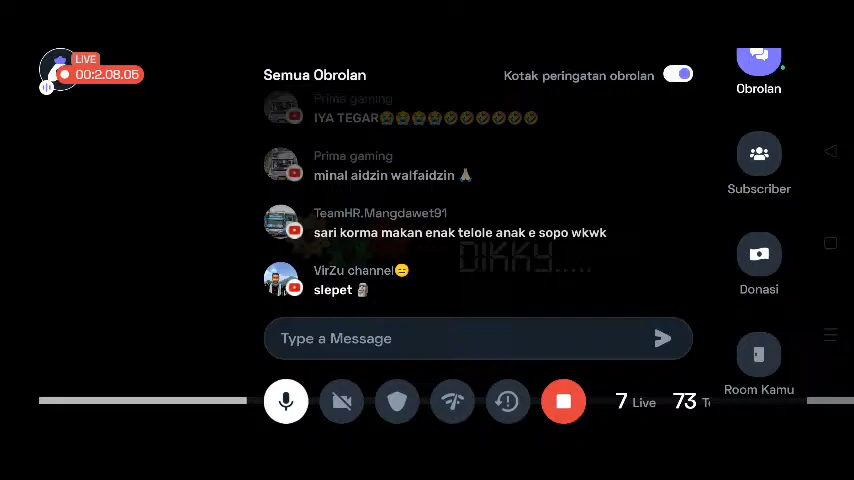 LIVE
00:2.08.05
Semua Obrolan
Kotak peringatan obrolan
Obrolan
Prima gaming
IYA TEGAR😭😭😭😭🤣🤣🤣🤣🤣🤣
Prima gaming
minal aidzin walfaidzin 🙏🏻
Subscriber
TeamHR.Mangdawet91
sari korma makan enak telole anak e sopo wkwk
DIKKY.....
VirZu channel😑
slepet 🗿
Donasi
Type a Message
Room Kamu
7 Live 73